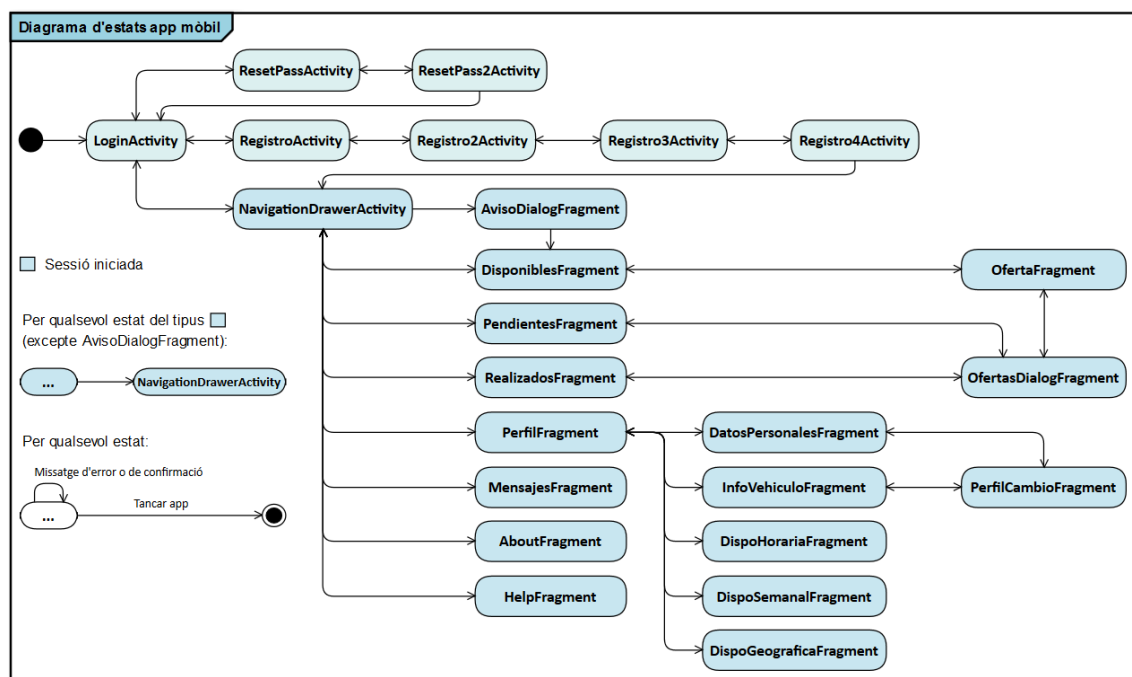 Diagrama d'estats app mòbil
ResetPassActivity
ResetPass2Activity
LoginActivity
RegistroActivity
Registro2Activity
Registro3Activity
Registro4Activity
NavigationDrawerActivity
AvisoDialogFragment
Sessió iniciada
DisponiblesFragment
OfertaFragment
Per qualsevol estat del tipus
(excepte AvisoDialogFragment):
PendientesFragment
...
NavigationDrawerActivity
RealizadosFragment
OfertasDialogFragment
Per qualsevol estat:
PerfilFragment
DatosPersonalesFragment
Missatge d'error o de confirmació
...
Tancar app
MensajesFragment
InfoVehiculoFragment
PerfilCambioFragment
AboutFragment
DispoHorariaFragment
HelpFragment
DispoSemanalFragment
DispoGeograficaFragment